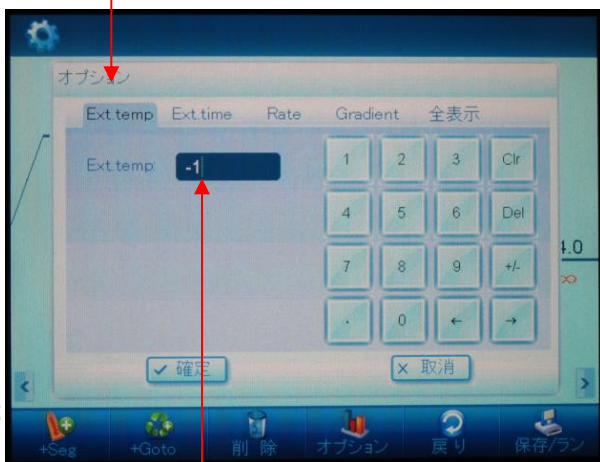 オプション
Ext.temp Ext.time Rate Gradient 全表示
Ext.temp: -1
1 2 3 Clr
4 5 6 Del
7 8 9 +/-
. 0 ← →
4.0
∞
✓ 確定 × 取消
< >
+Seg +Goto 削除 オプション 戻り 保存/ラン